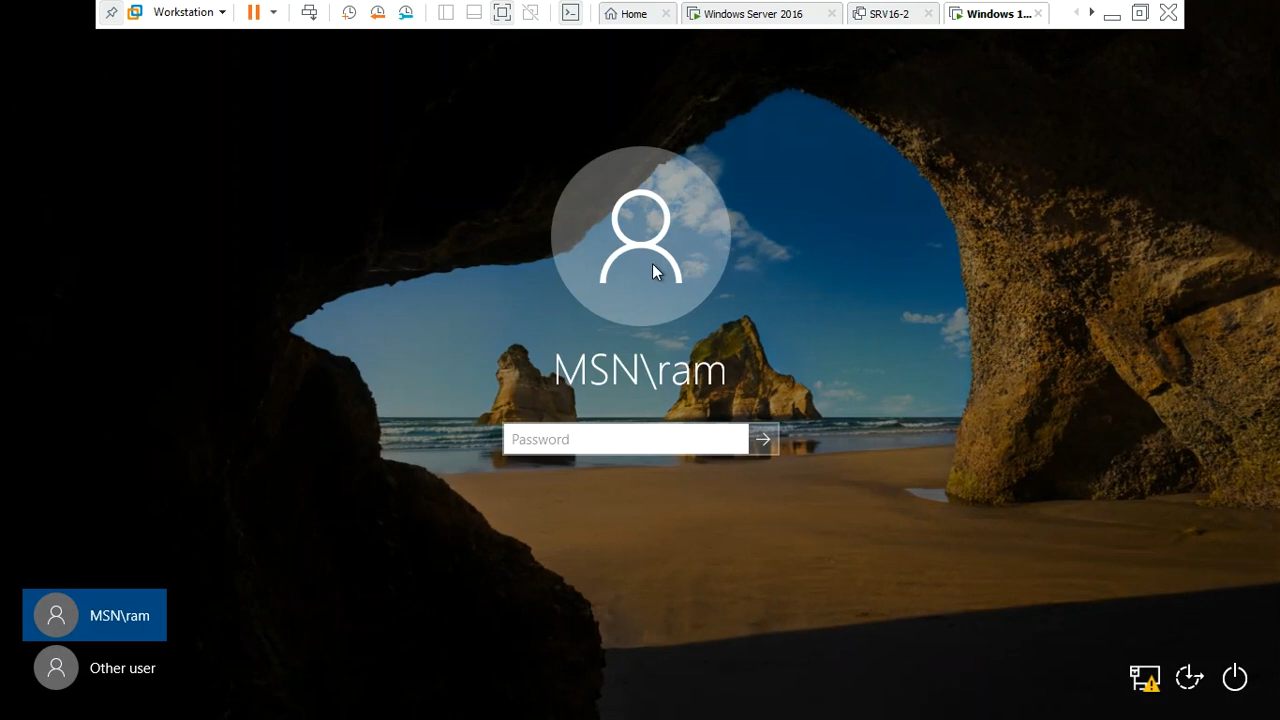 Workstation
Home
Windows Server 2016
SRV16-2
Windows 1...
MSN\ram
Password
MSN\ram
Other user